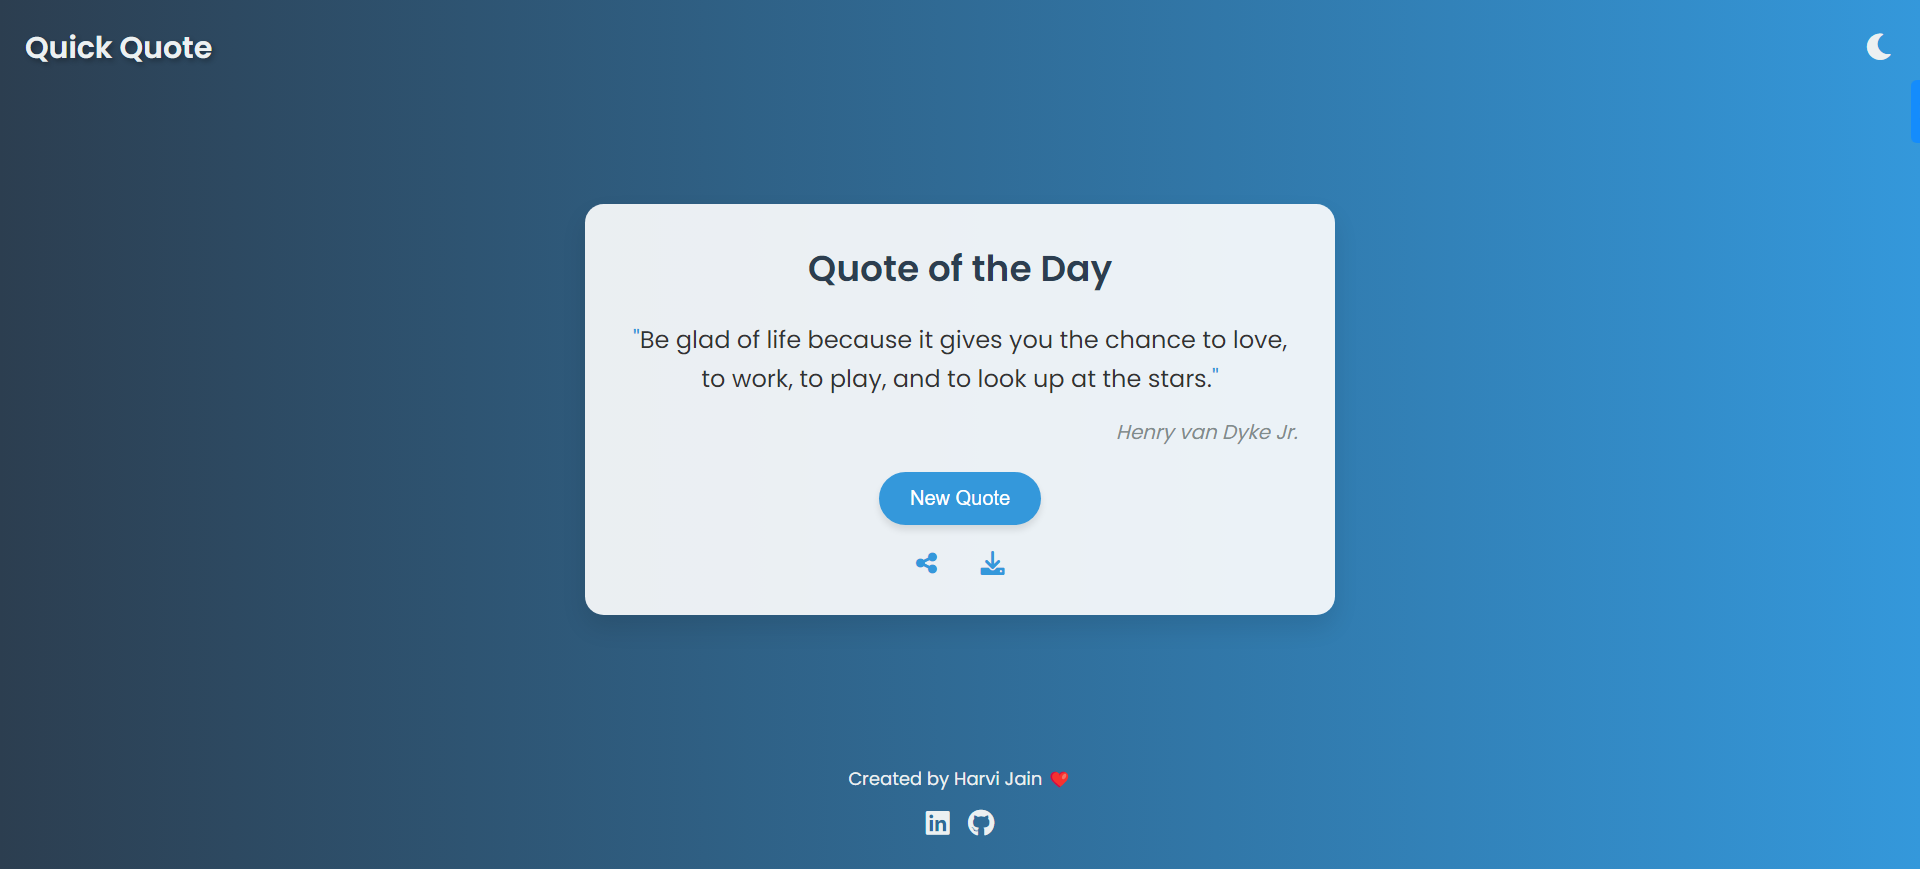 Quick Quote
Quote of the Day
"Be glad of life because it gives you the chance to love,
to work, to play, and to look up at the stars."
Henry van Dyke Jr.
New Quote
Created by Harvi Jain ❤️